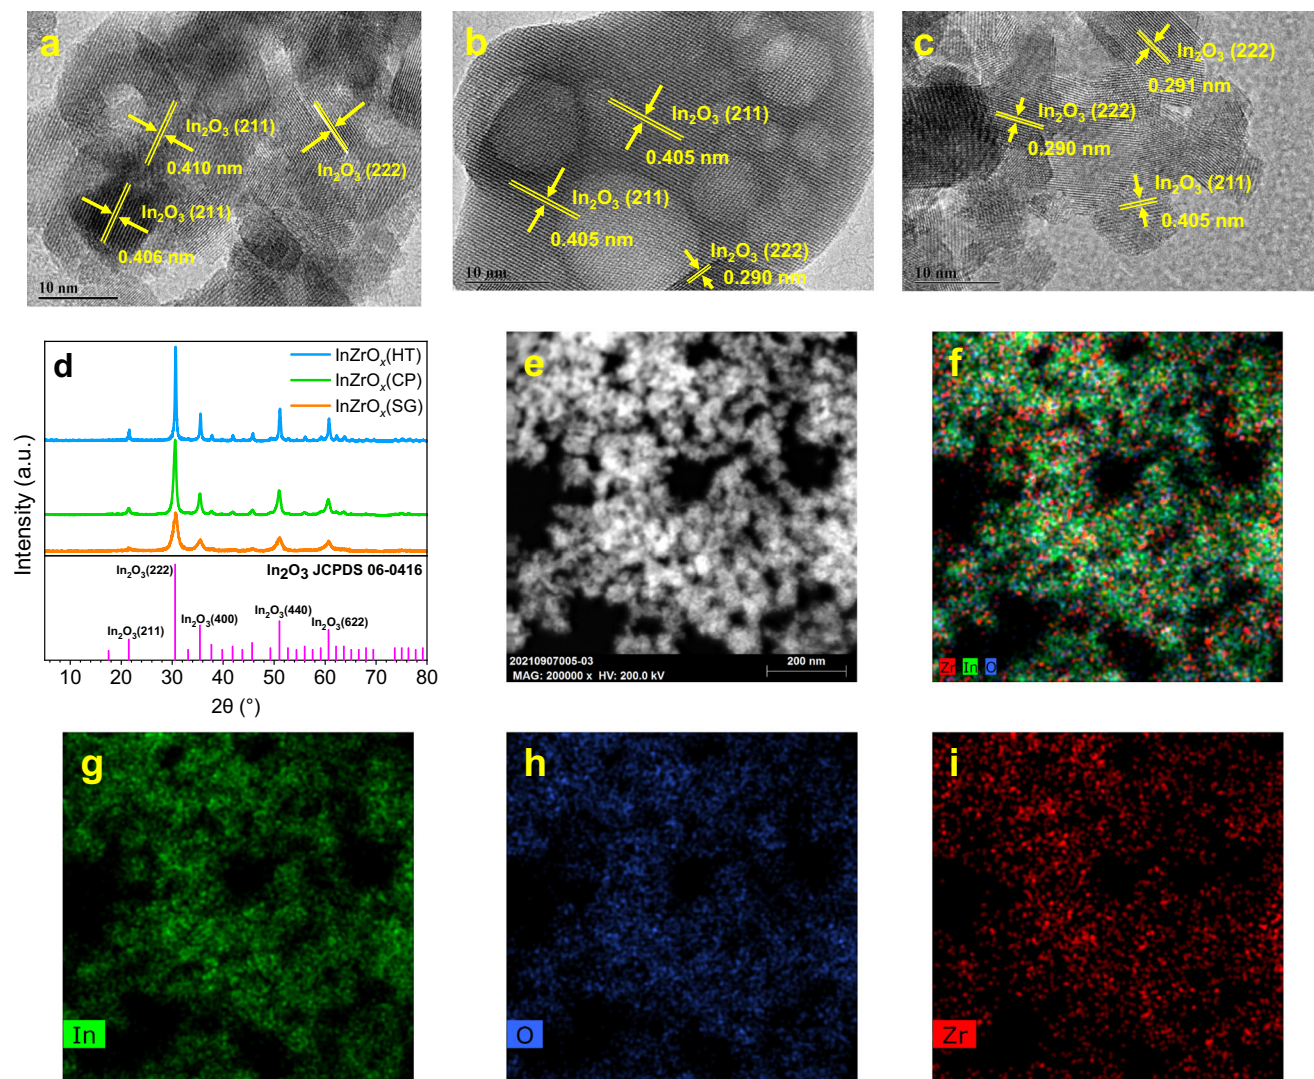 a
In₂O₃ (211)
0.410 nm
In₂O₃ (222)
In₂O₃ (211)
0.406 nm
10 nm
b
In₂O₃ (211)
0.405 nm
In₂O₃ (211)
0.405 nm
In₂O₃ (222)
0.290 nm
10 nm
c
In₂O₃ (222)
0.291 nm
In₂O₃ (222)
0.290 nm
In₂O₃ (211)
0.405 nm
10 nm
d
InZrOₓ(HT)
InZrOₓ(CP)
InZrOₓ(SG)
Intensity (a.u.)
In₂O₃(222)
In₂O₃ JCPDS 06-0416
In₂O₃(211)
In₂O₃(400)
In₂O₃(440)
In₂O₃(622)
10 20 30 40 50 60 70 80
2θ (°)
e
20210907005-03
MAG: 200000 x HV: 200.0 kV
200 nm
f
Zr In O
g
In
h
O
i
Zr